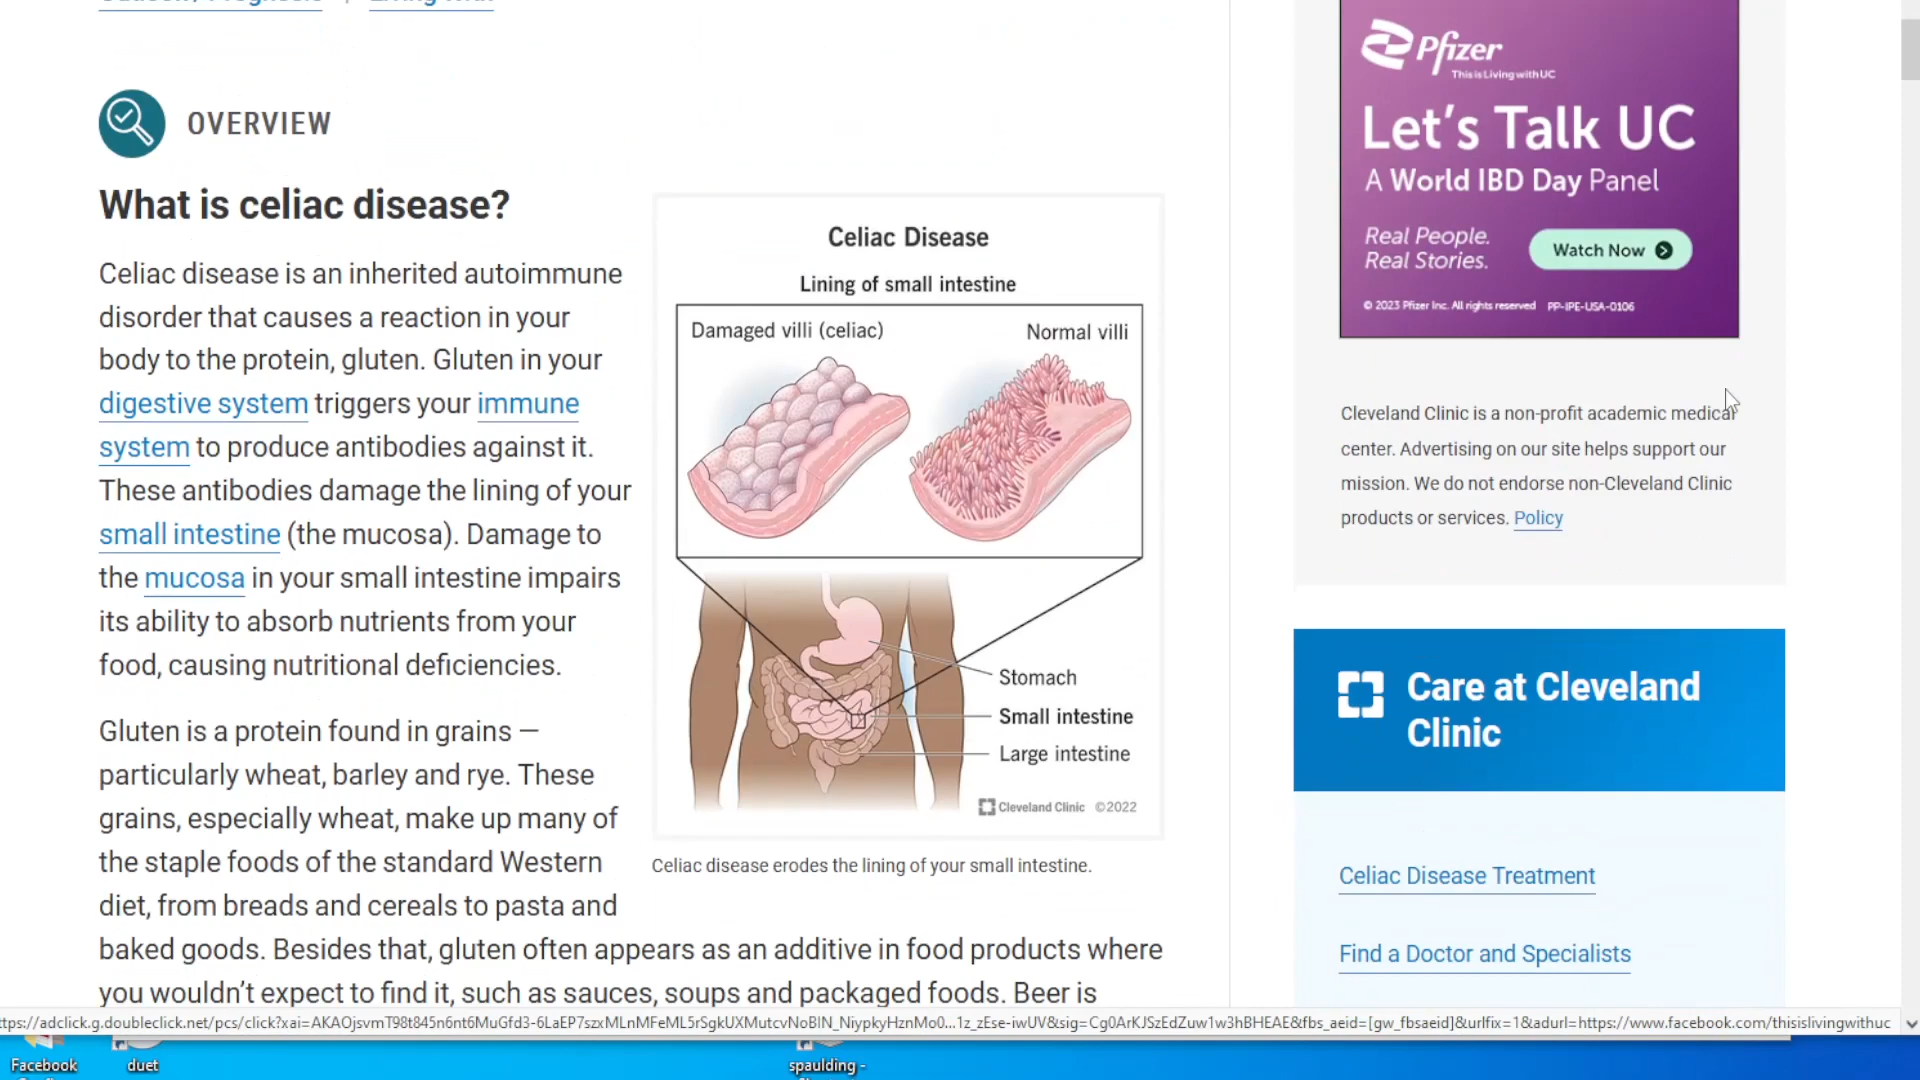 OVERVIEW
What is celiac disease?
Celiac disease is an inherited autoimmune
disorder that causes a reaction in your
body to the protein, gluten. Gluten in your
digestive system triggers your immune
system to produce antibodies against it.
These antibodies damage the lining of your
small intestine (the mucosa). Damage to
the mucosa in your small intestine impairs
its ability to absorb nutrients from your
food, causing nutritional deficiencies.
Gluten is a protein found in grains —
particularly wheat, barley and rye. These
grains, especially wheat, make up many of
the staple foods of the standard Western
diet, from breads and cereals to pasta and
baked goods. Besides that, gluten often appears as an additive in food products where
you wouldn't expect to find it, such as sauces, soups and packaged foods. Beer is
Celiac Disease
Lining of small intestine
Damaged villi (celiac)
Normal villi
Stomach
Small intestine
Large intestine
Cleveland Clinic ©2022
Celiac disease erodes the lining of your small intestine.
Pfizer
This is Living with UC
Let's Talk UC
A World IBD Day Panel
Real People.
Real Stories.
Watch Now
© 2023 Pfizer Inc. All rights reserved PP-IPE-USA-0106
Cleveland Clinic is a non-profit academic medical
center. Advertising on our site helps support our
mission. We do not endorse non-Cleveland Clinic
products or services. Policy
Care at Cleveland
Clinic
Celiac Disease Treatment
Find a Doctor and Specialists
Facebook
duet
spaulding -